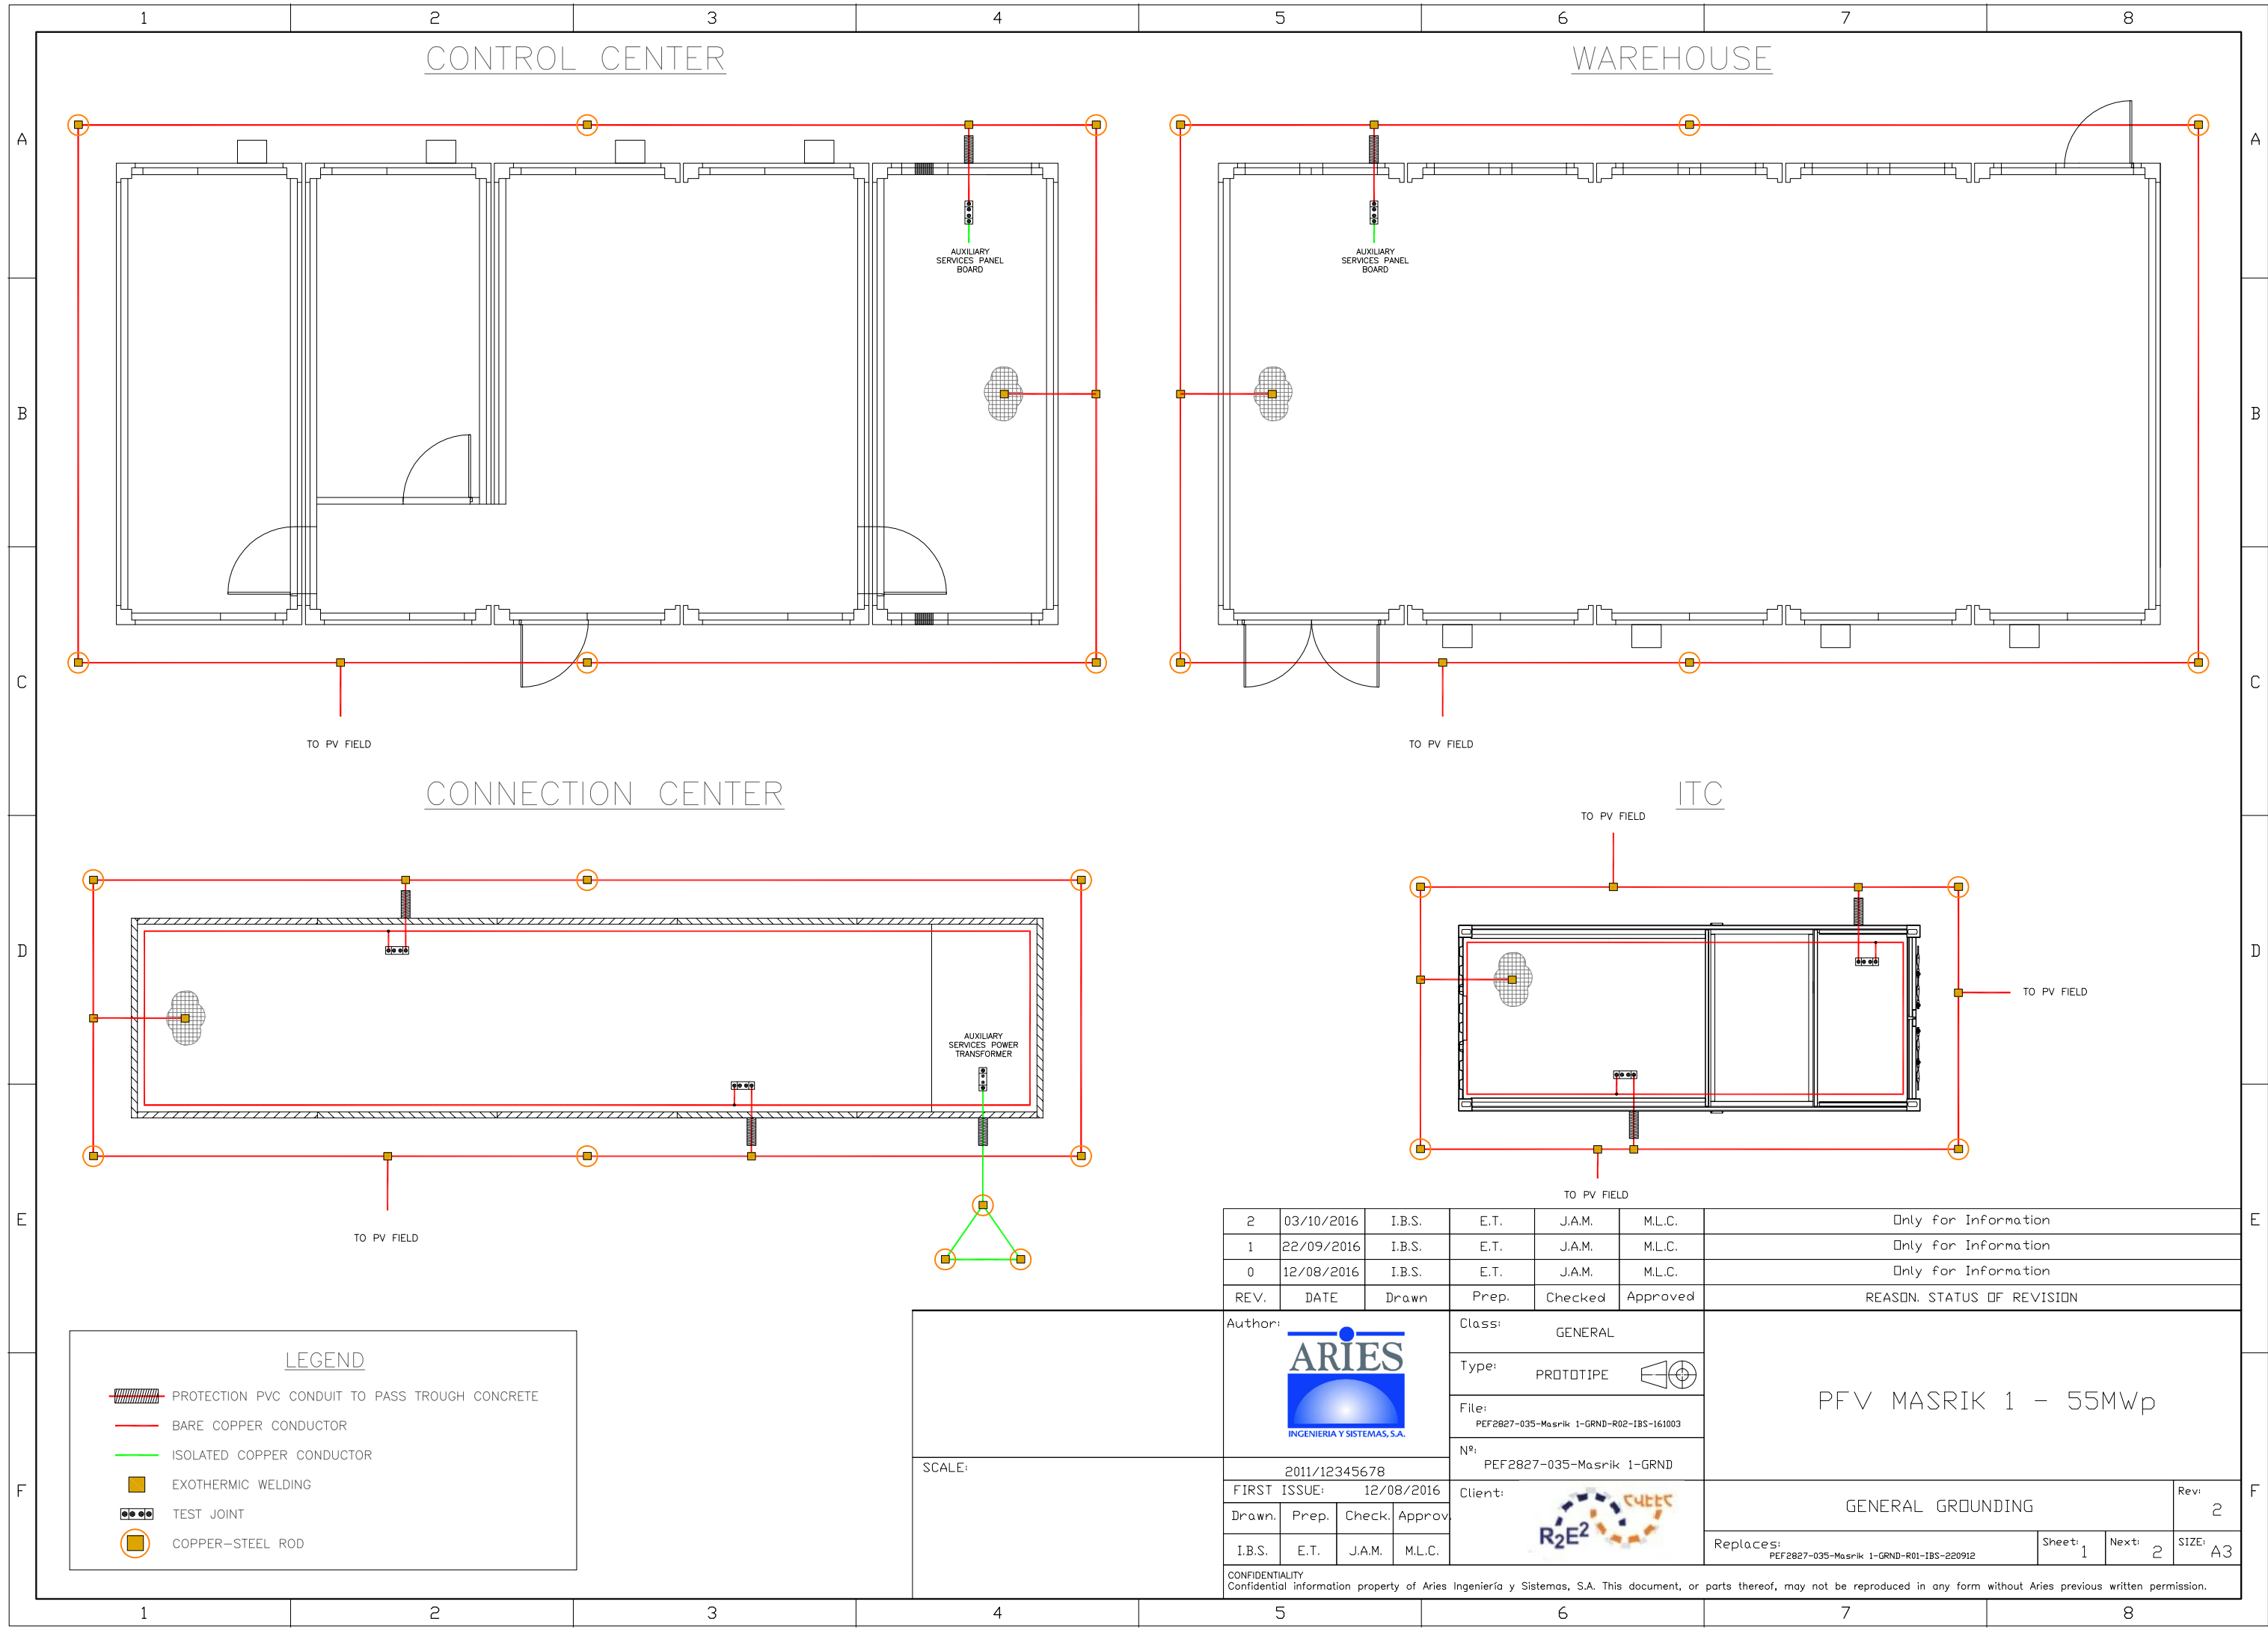 1 2 3 4 5 6 7 8
CONTROL CENTER
WAREHOUSE
A
A
AUXILIARY
SERVICES PANEL
BOARD
AUXILIARY
SERVICES PANEL
BOARD
B
B
C
C
TO PV FIELD
TO PV FIELD
CONNECTION CENTER
ITC
TO PV FIELD
D
D
TO PV FIELD
AUXILIARY
SERVICES POWER
TRANSFORMER
TO PV FIELD
TO PV FIELD
E
E
2 03/10/2016 I.B.S. E.T. J.A.M. M.L.C. Only for Information
1 22/09/2016 I.B.S. E.T. J.A.M. M.L.C. Only for Information
0 12/08/2016 I.B.S. E.T. J.A.M. M.L.C. Only for Information
REV. DATE Drawn Prep. Checked Approved REASON. STATUS OF REVISION
LEGEND
PROTECTION PVC CONDUIT TO PASS TROUGH CONCRETE
BARE COPPER CONDUCTOR
ISOLATED COPPER CONDUCTOR
EXOTHERMIC WELDING
TEST JOINT
COPPER-STEEL ROD
SCALE:
Author:
ARIES
INGENIERIA Y SISTEMAS, S.A.
2011/12345678
FIRST ISSUE: 12/08/2016
Drawn. Prep. Check. Approv.
I.B.S. E.T. J.A.M. M.L.C.
Class:
GENERAL
Type:
PROTOTIPE
File:
PEF2827-035-Masrik 1-GRND-R02-IBS-161003
Nº:
PEF2827-035-Masrik 1-GRND
Client:
R2E2
PFV MASRIK 1 - 55MWp
GENERAL GROUNDING
Rev:
2
Replaces:
PEF2827-035-Masrik 1-GRND-R01-IBS-220912
Sheet: 1
Next: 2
SIZE: A3
CONFIDENTIALITY
Confidential information property of Aries Ingeniería y Sistemas, S.A. This document, or parts thereof, may not be reproduced in any form without Aries previous written permission.
F
F
1 2 3 4 5 6 7 8